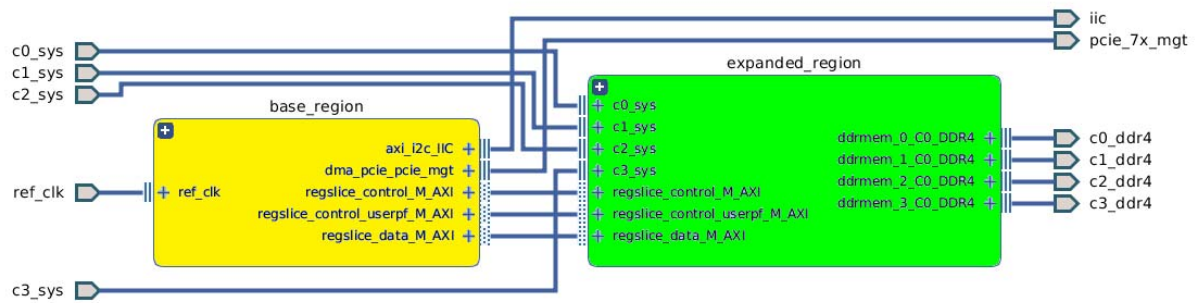 iic
pcie_7x_mgt
c0_sys
c1_sys
c2_sys
base_region
axi_i2c_IIC
dma_pcie_pcie_mgt
ref_clk
ref_clk
regslice_control_M_AXI
regslice_control_userpf_M_AXI
regslice_data_M_AXI
c3_sys
expanded_region
c0_sys
c1_sys
c2_sys
c3_sys
regslice_control_M_AXI
regslice_control_userpf_M_AXI
regslice_data_M_AXI
ddrmem_0_C0_DDR4
ddrmem_1_C0_DDR4
ddrmem_2_C0_DDR4
ddrmem_3_C0_DDR4
c0_ddr4
c1_ddr4
c2_ddr4
c3_ddr4